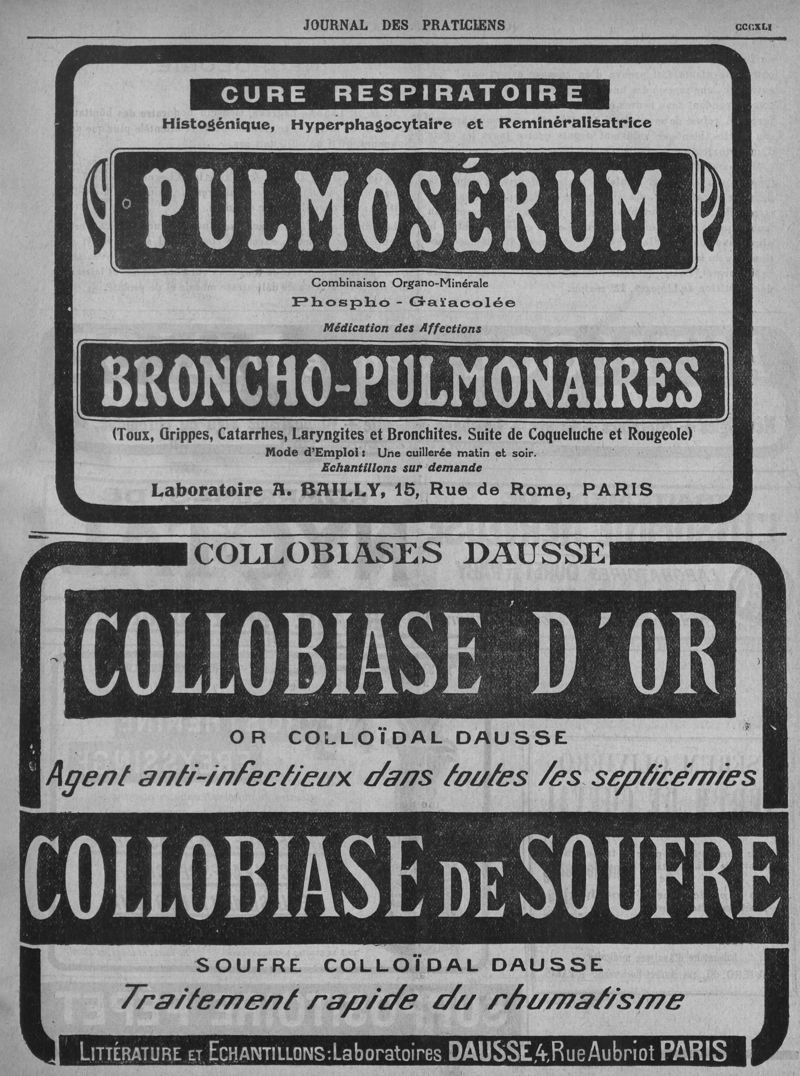 JOURNAL DES PRATICIENS
CCCXLI
CURE RESPIRATOIRE
Histogénique, Hyperphagocytaire et Reminéralisatrice
PULMOSÉRUM
Combinaison Organo-Minérale
Phospho - Gaïacolée
Médication des Affections
BRONCHO-PULMONAIRES
(Toux, Grippes, Catarrhes, Laryngites et Bronchites. Suite de Coqueluche et Rougeole)
Mode d'Emploi: Une cuillerée matin et soir.
Echantillons sur demande
Laboratoire A. BAILLY, 15, Rue de Rome, PARIS
COLLOBIASES DAUSSE
COLLOBIASE D'OR
OR COLLOÏDAL DAUSSE
Agent anti-infectieux dans toutes les septicémies
COLLOBIASE DE SOUFRE
SOUFRE COLLOÏDAL DAUSSE
Traitement rapide du rhumatisme
LITTÉRATURE ET ECHANTILLONS: Laboratoires DAUSSE, 4, Rue Aubriot PARIS